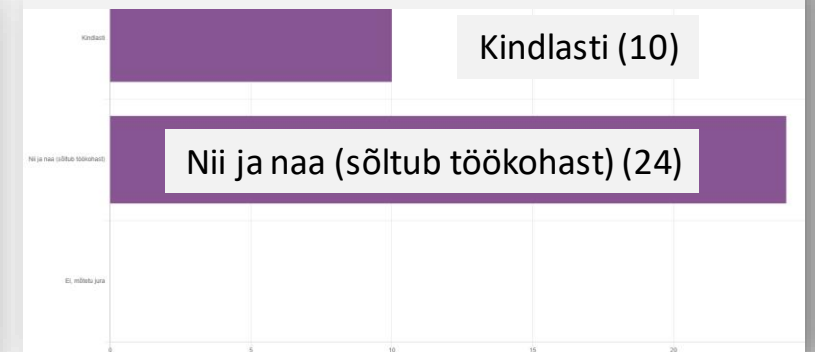 Kindlasti
Kindlasti (10)
Nii ja naa (sõltub töökohast)
Nii ja naa (sõltub töökohast) (24)
Ei, mõtetu jura
0 5 10 15 20